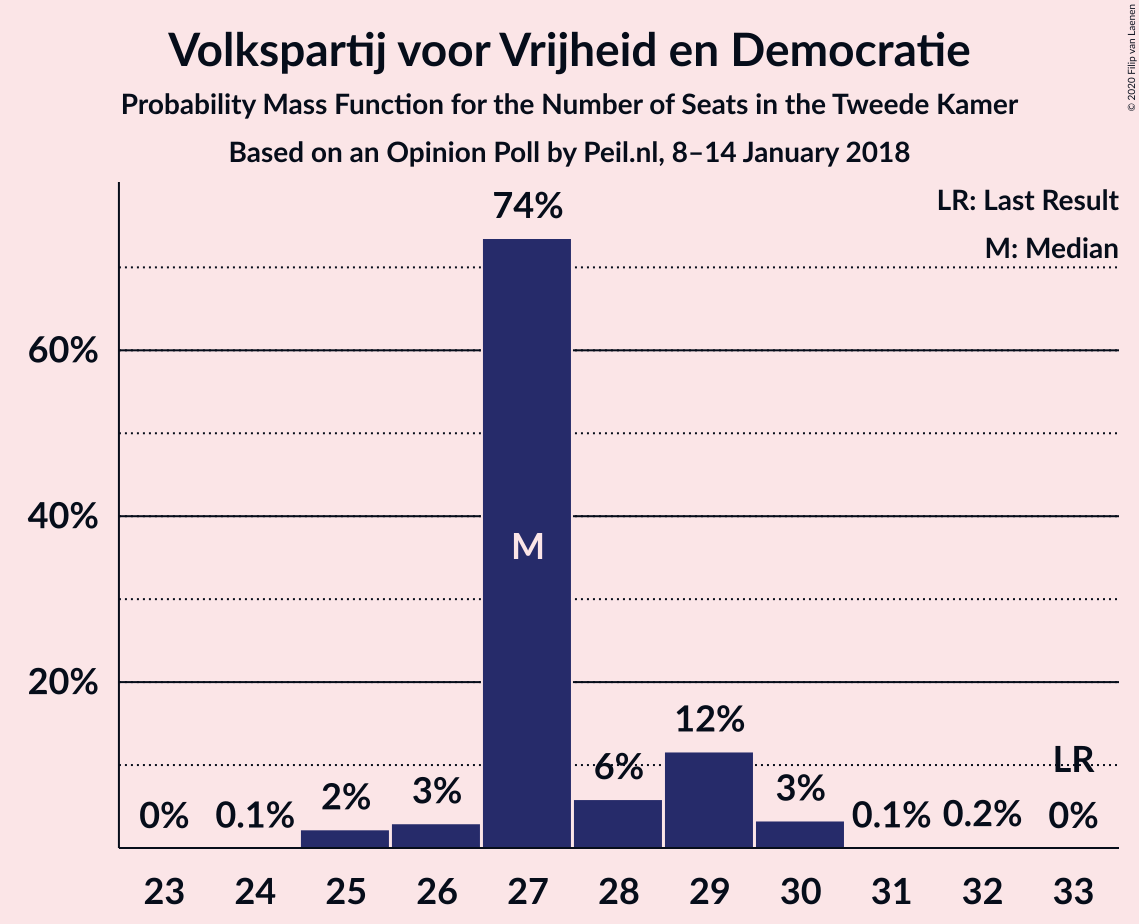 Volkspartij voor Vrijheid en Democratie
Probability Mass Function for the Number of Seats in the Tweede Kamer
Based on an Opinion Poll by Peil.nl, 8–14 January 2018
© 2020 Filip van Laenen
LR: Last Result
M: Median
74%
60%
40%
M
20%
12%
LR
6%
3%
3%
2%
0%
0.1%
0.1%
0.2%
0%
23 24 25 26 27 28 29 30 31 32 33